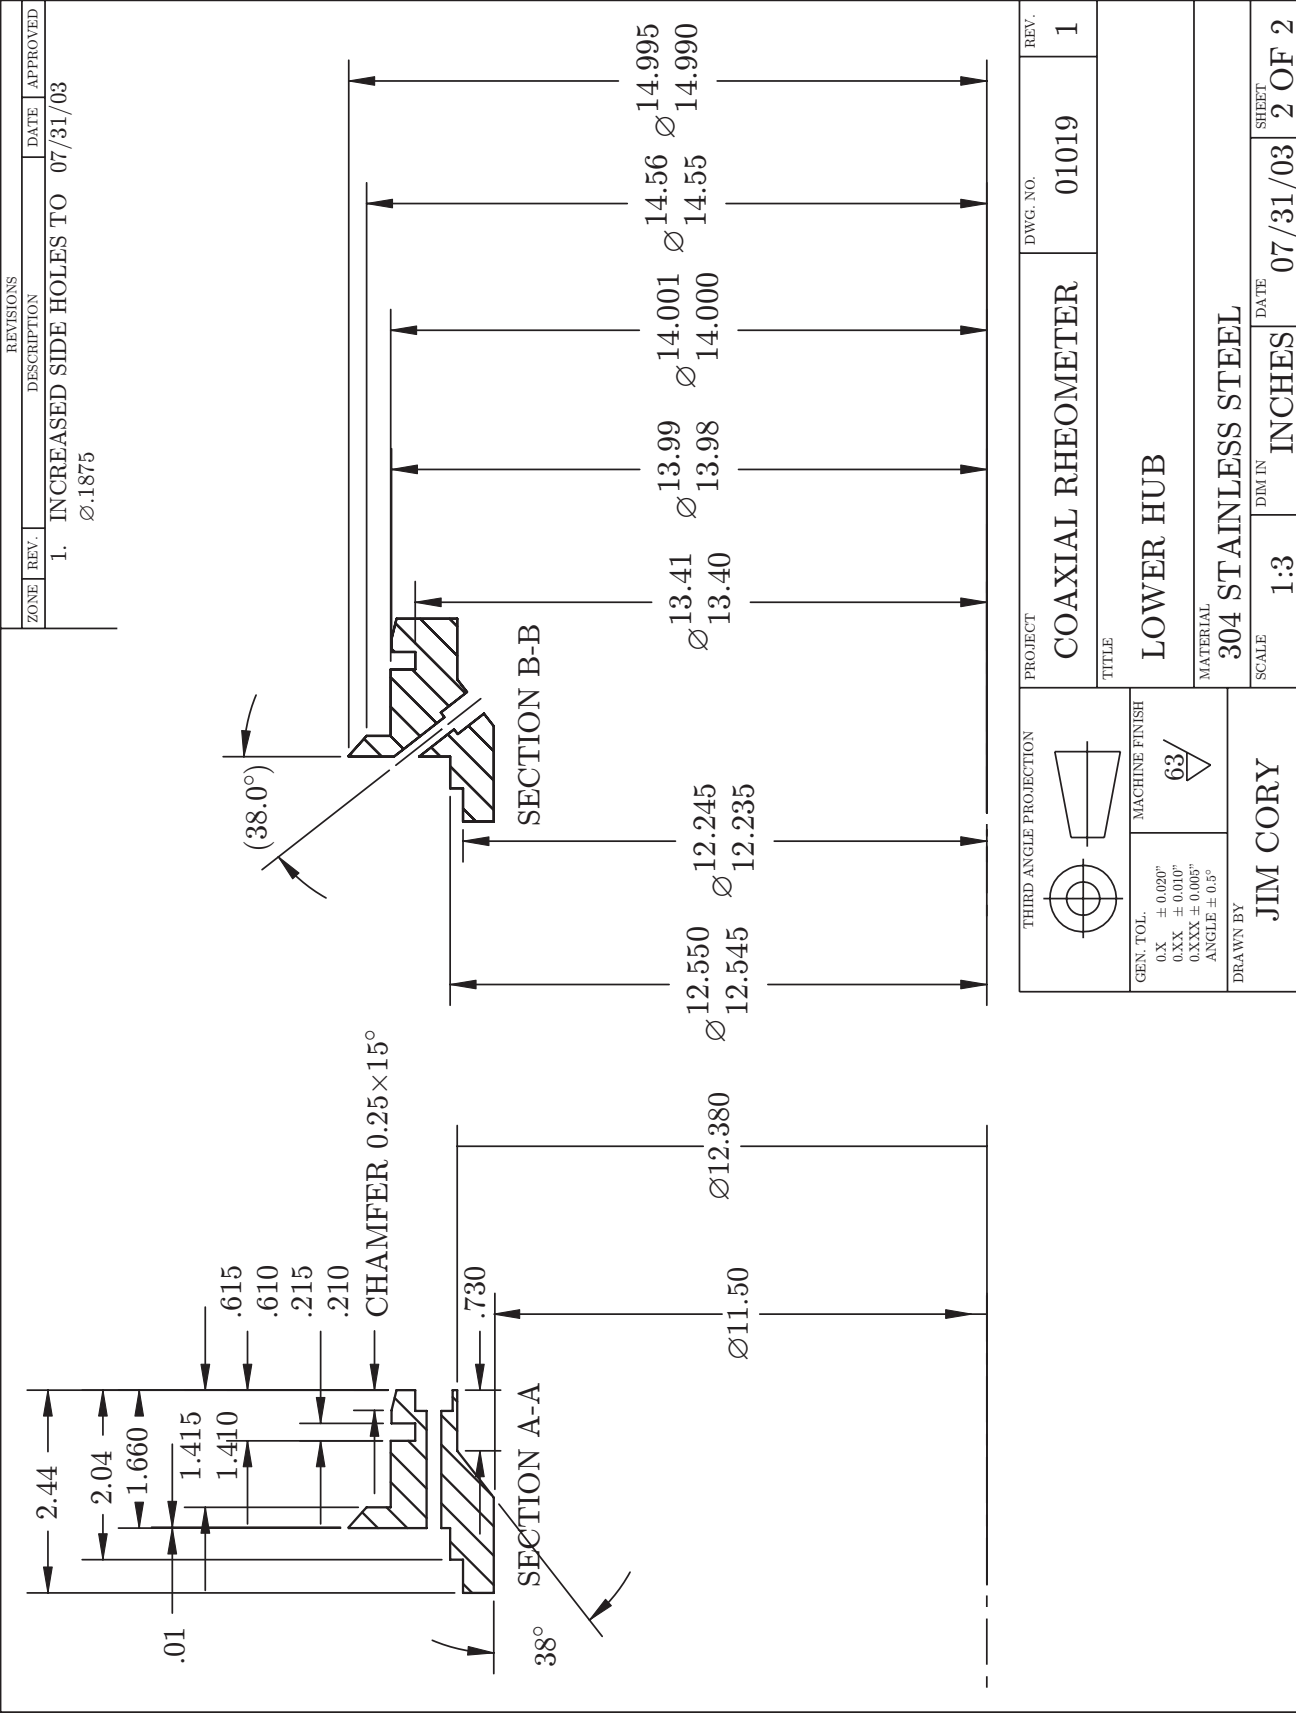 REVISIONS
ZONE REV. DESCRIPTION DATE APPROVED
1. INCREASED SIDE HOLES TO 07/31/03
∅.1875
2.44
2.04
1.660
.01
1.415
1.410
.615
.610
.215
.210
CHAMFER 0.25×15°
.730
38°
SECTION A-A
∅11.50
∅12.380
(38.0°)
SECTION B-B
∅ 12.550
12.545
∅ 12.245
12.235
∅ 13.41
13.40
∅ 13.99
13.98
∅ 14.001
14.000
∅ 14.56
14.55
∅ 14.995
14.990
THIRD ANGLE PROJECTION
GEN. TOL.
0.X ± 0.020"
0.XX ± 0.010"
0.XXX ± 0.005"
ANGLE ± 0.5°
MACHINE FINISH
63
DRAWN BY
JIM CORY
PROJECT
COAXIAL RHEOMETER
DWG. NO.
01019
REV.
1
TITLE
LOWER HUB
MATERIAL
304 STAINLESS STEEL
SCALE
1:3
DIM IN
INCHES
DATE
07/31/03
SHEET
2 OF 2